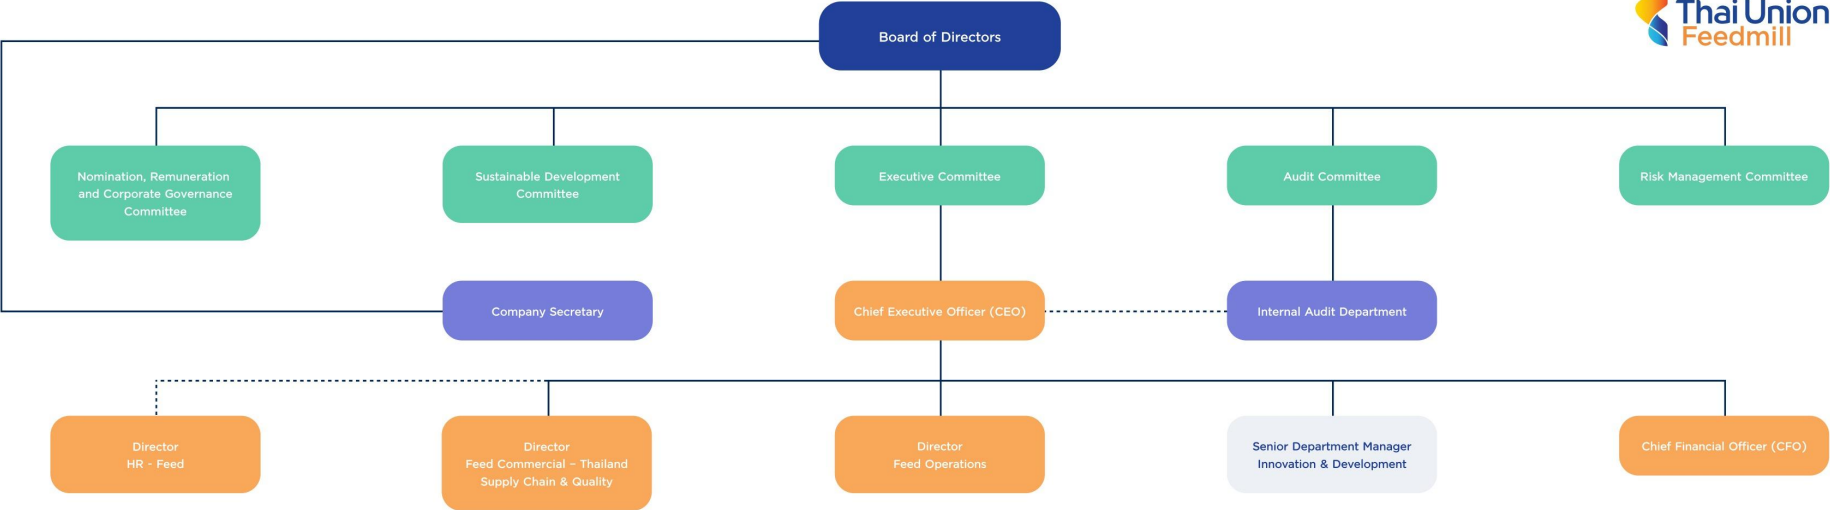 Thai Union
Feedmill
Board of Directors
Nomination, Remuneration
and Corporate Governance
Committee
Sustainable Development
Committee
Executive Committee
Audit Committee
Risk Management Committee
Company Secretary
Chief Executive Officer (CEO)
Internal Audit Department
Director
HR - Feed
Director
Feed Commercial – Thailand
Supply Chain & Quality
Director
Feed Operations
Senior Department Manager
Innovation & Development
Chief Financial Officer (CFO)